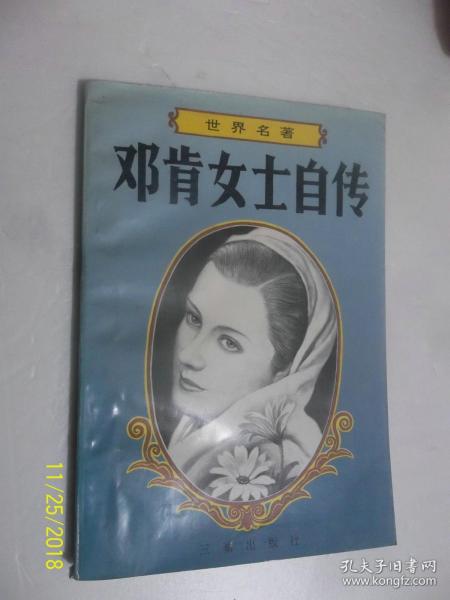 世界名著
邓肯女士自传
三秦出版社
11/25/2018
孔夫子旧书网
www.kongfz.com